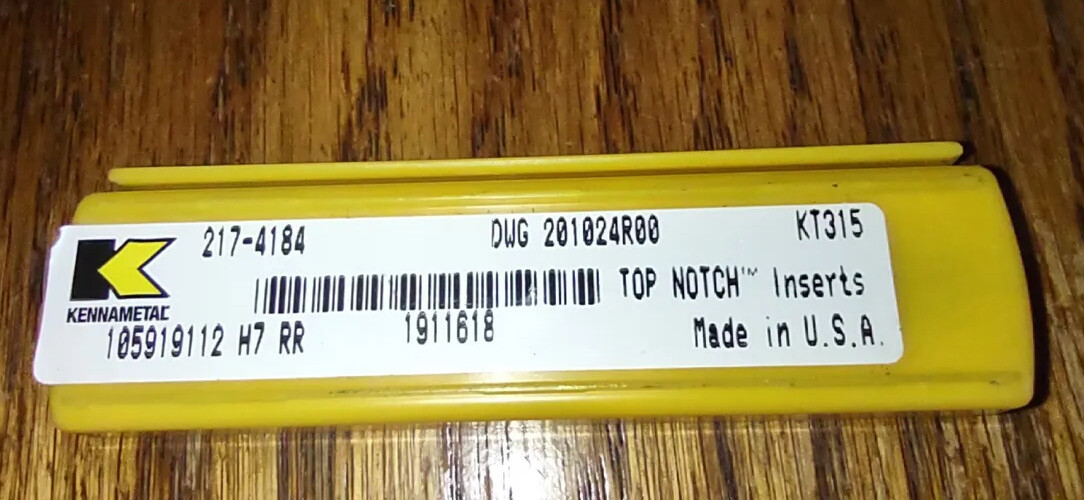 217-4184 DWG 201024R00 KT315
KENNAMETAL
TOP NOTCH™ Inserts
105919112 H7 RR 1911618 Made in U.S.A.